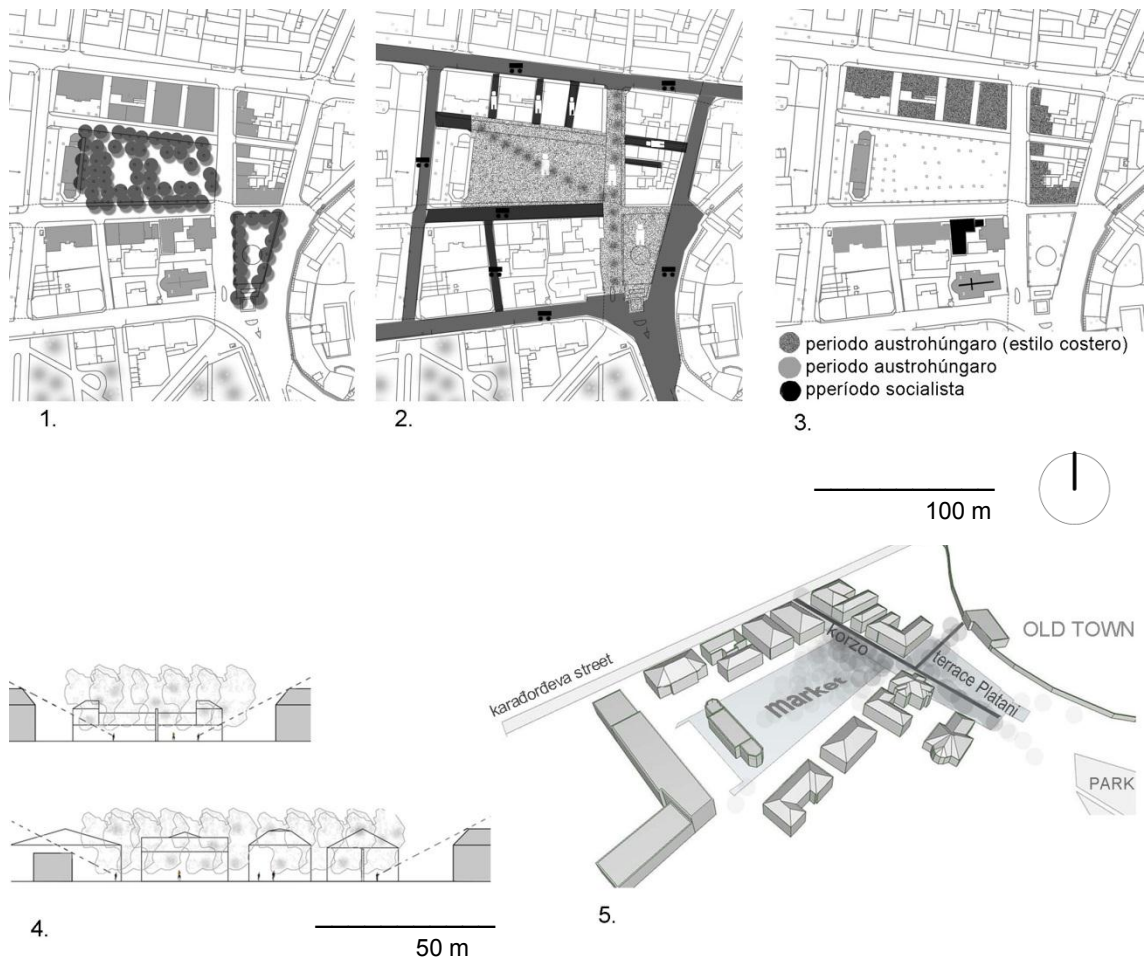 1.
2.
3.
periodo austrohúngaro (estilo costero)
periodo austrohúngaro
pperíodo socialista
100 m
karađorđeva street
korzo
market
terrace Platani
OLD TOWN
PARK
4.
50 m
5.